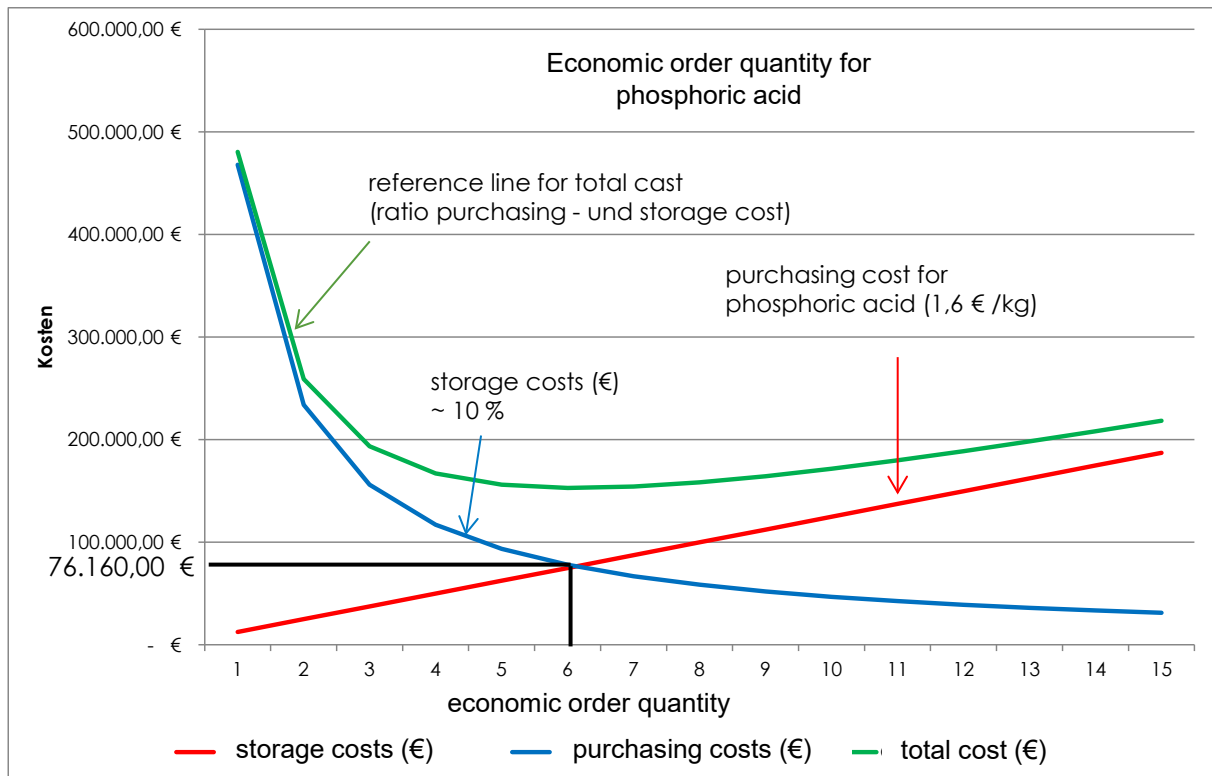 Economic order quantity for
phosphoric acid
600.000,00 €
500.000,00 €
400.000,00 €
300.000,00 €
200.000,00 €
100.000,00 €
76.160,00 €
- €
Kosten
reference line for total cast
(ratio purchasing - und storage cost)
purchasing cost for
phosphoric acid (1,6 € /kg)
storage costs (€)
~ 10 %
1 2 3 4 5 6 7 8 9 10 11 12 13 14 15
economic order quantity
storage costs (€) purchasing costs (€) total cost (€)